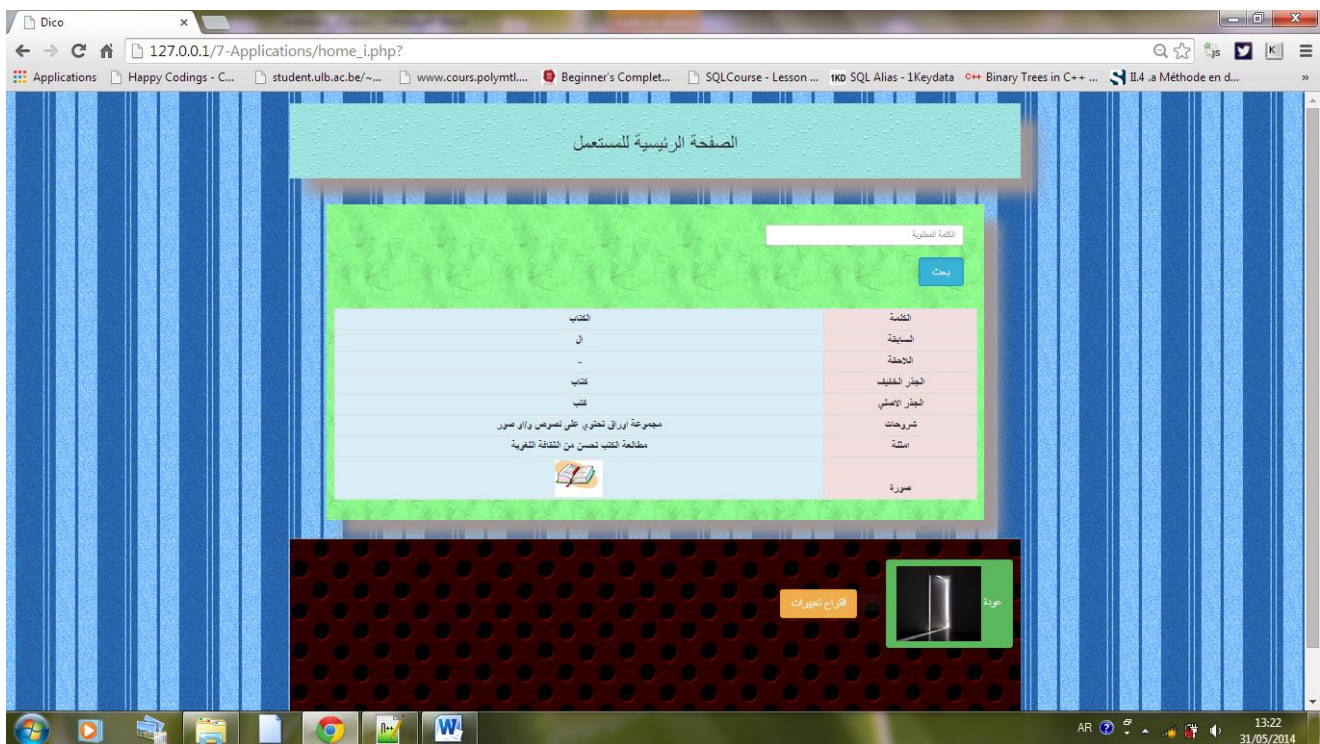 Dico
127.0.0.1/7-Applications/home_i.php?
Applications Happy Codings - C... student.ulb.ac.be/~... www.cours.polymtl.... Beginner's Complet... SQLCourse - Lesson ... 1KD SQL Alias - 1Keydata C++ Binary Trees in C++ ... II.4 .a Méthode en d... »
الصفحة الرئيسية للمستعمل
الكلمة المطلوبة
بحث
الكلمة الكتاب
السابقة ال
اللاحقة -
الجذر الخفيف كتاب
الجذر الاصلي كتب
شروحات مجموعة اوراق تحتوي على نصوص و/او صور
امثلة مطالعة الكتب تحسن من الثقافة اللغوية
صورة
عودة
اقتراح تغييرات
AR 13:22
31/05/2014